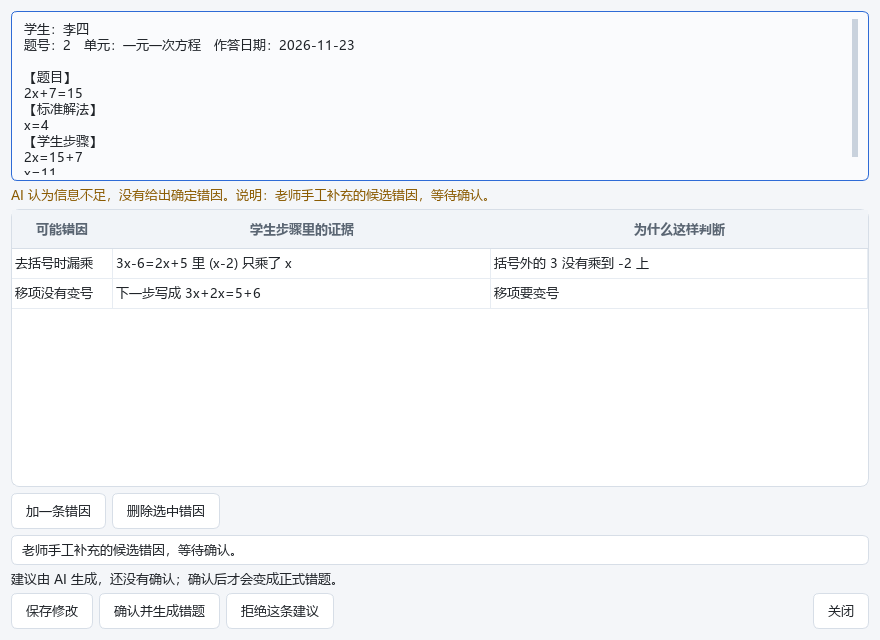 学生：李四
题号：2 单元：一元一次方程 作答日期：2026-11-23
【题目】
2x+7=15
【标准解法】
x=4
【学生步骤】
2x=15+7
x=11
AI 认为信息不足，没有给出确定错因。说明：老师手工补充的候选错因，等待确认。
可能错因 学生步骤里的证据 为什么这样判断
去括号时漏乘 3x-6=2x+5 里 (x-2) 只乘了 x 括号外的 3 没有乘到 -2 上
移项没有变号 下一步写成 3x+2x=5+6 移项要变号
加一条错因 删除选中错因
老师手工补充的候选错因，等待确认。
建议由 AI 生成，还没有确认；确认后才会变成正式错题。
保存修改 确认并生成错题 拒绝这条建议 关闭